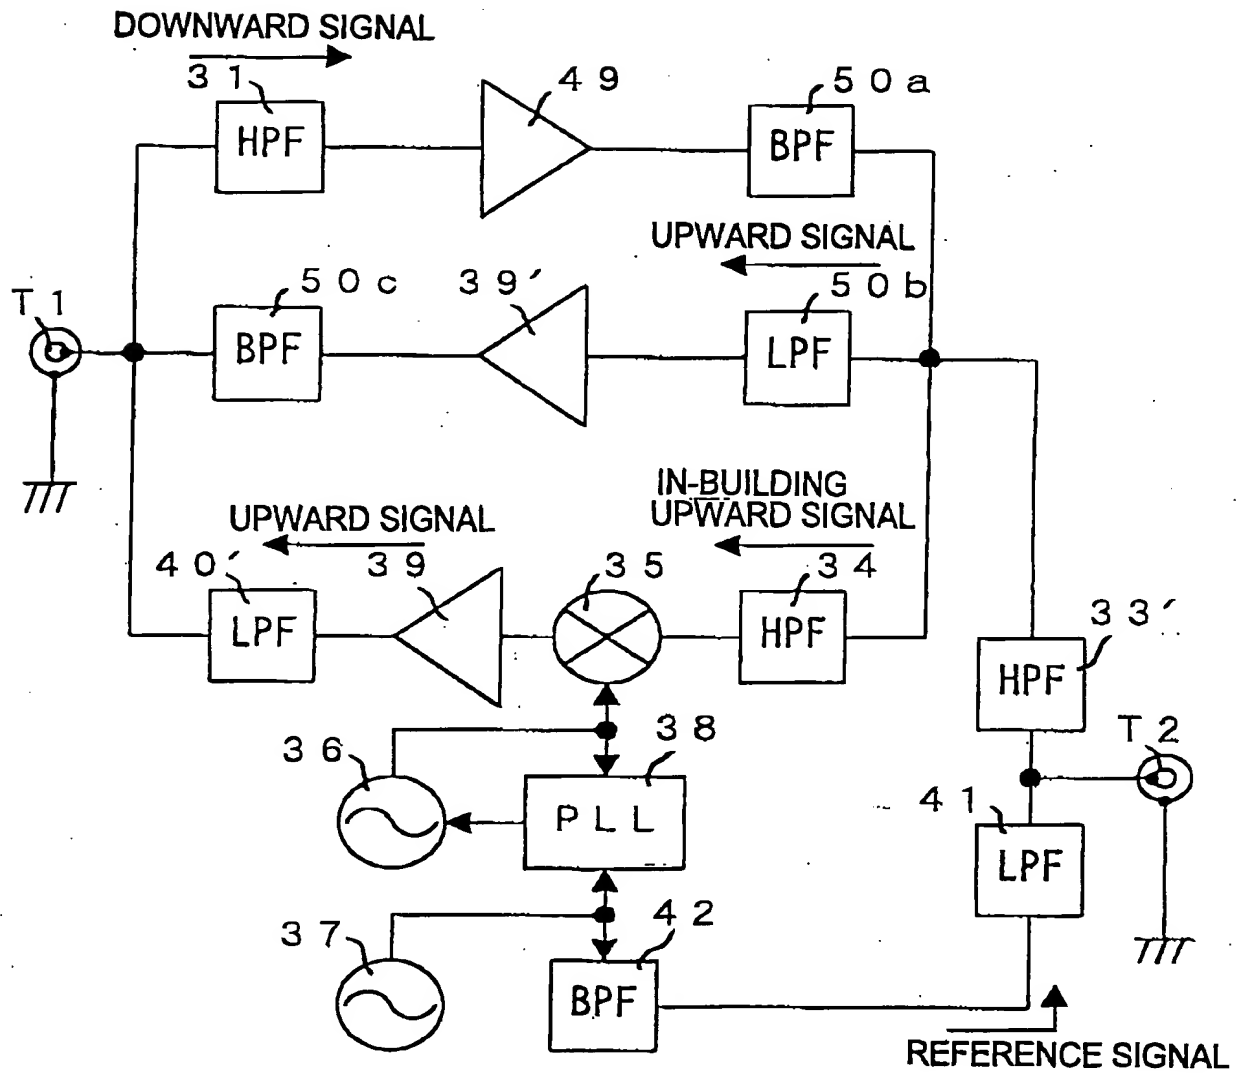 DOWNWARD SIGNAL
31
49
50a
HPF
BPF
UPWARD SIGNAL
T1
50c
39′
50b
BPF
LPF
IN-BUILDING
UPWARD SIGNAL
UPWARD SIGNAL
40′
39
35
34
LPF
HPF
33′
HPF
36
38
T2
PLL
41
LPF
37
42
BPF
REFERENCE SIGNAL